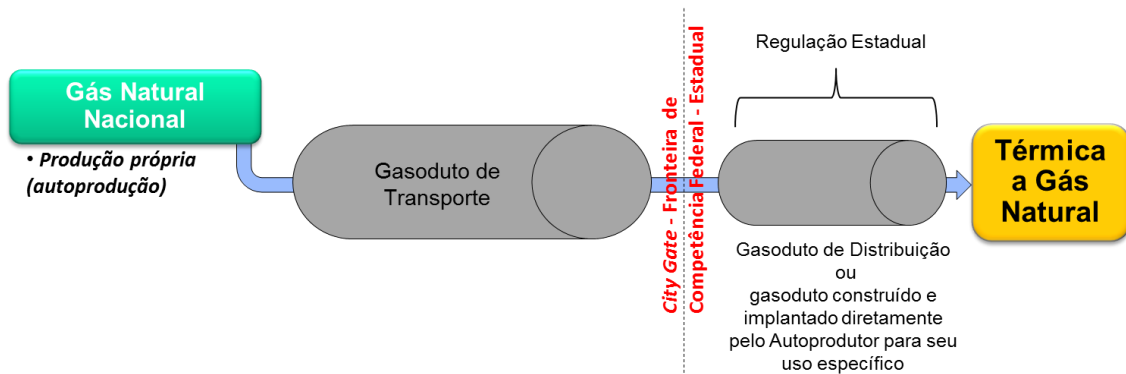 Gás Natural
Nacional
• Produção própria
(autoprodução)
Gasoduto de
Transporte
City Gate - Fronteira de
Competência Federal - Estadual
Regulação Estadual
Gasoduto de Distribuição
ou
gasoduto construído e
implantado diretamente
pelo Autoprodutor para seu
uso específico
Térmica
a Gás
Natural